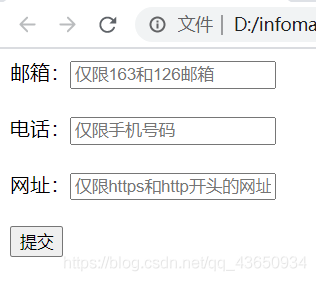 文件 | D:/infoma
邮箱：仅限163和126邮箱
电话：仅限手机号码
网址：仅限https和http开头的网址
提交
https://blog.csdn.net/qq_43650934